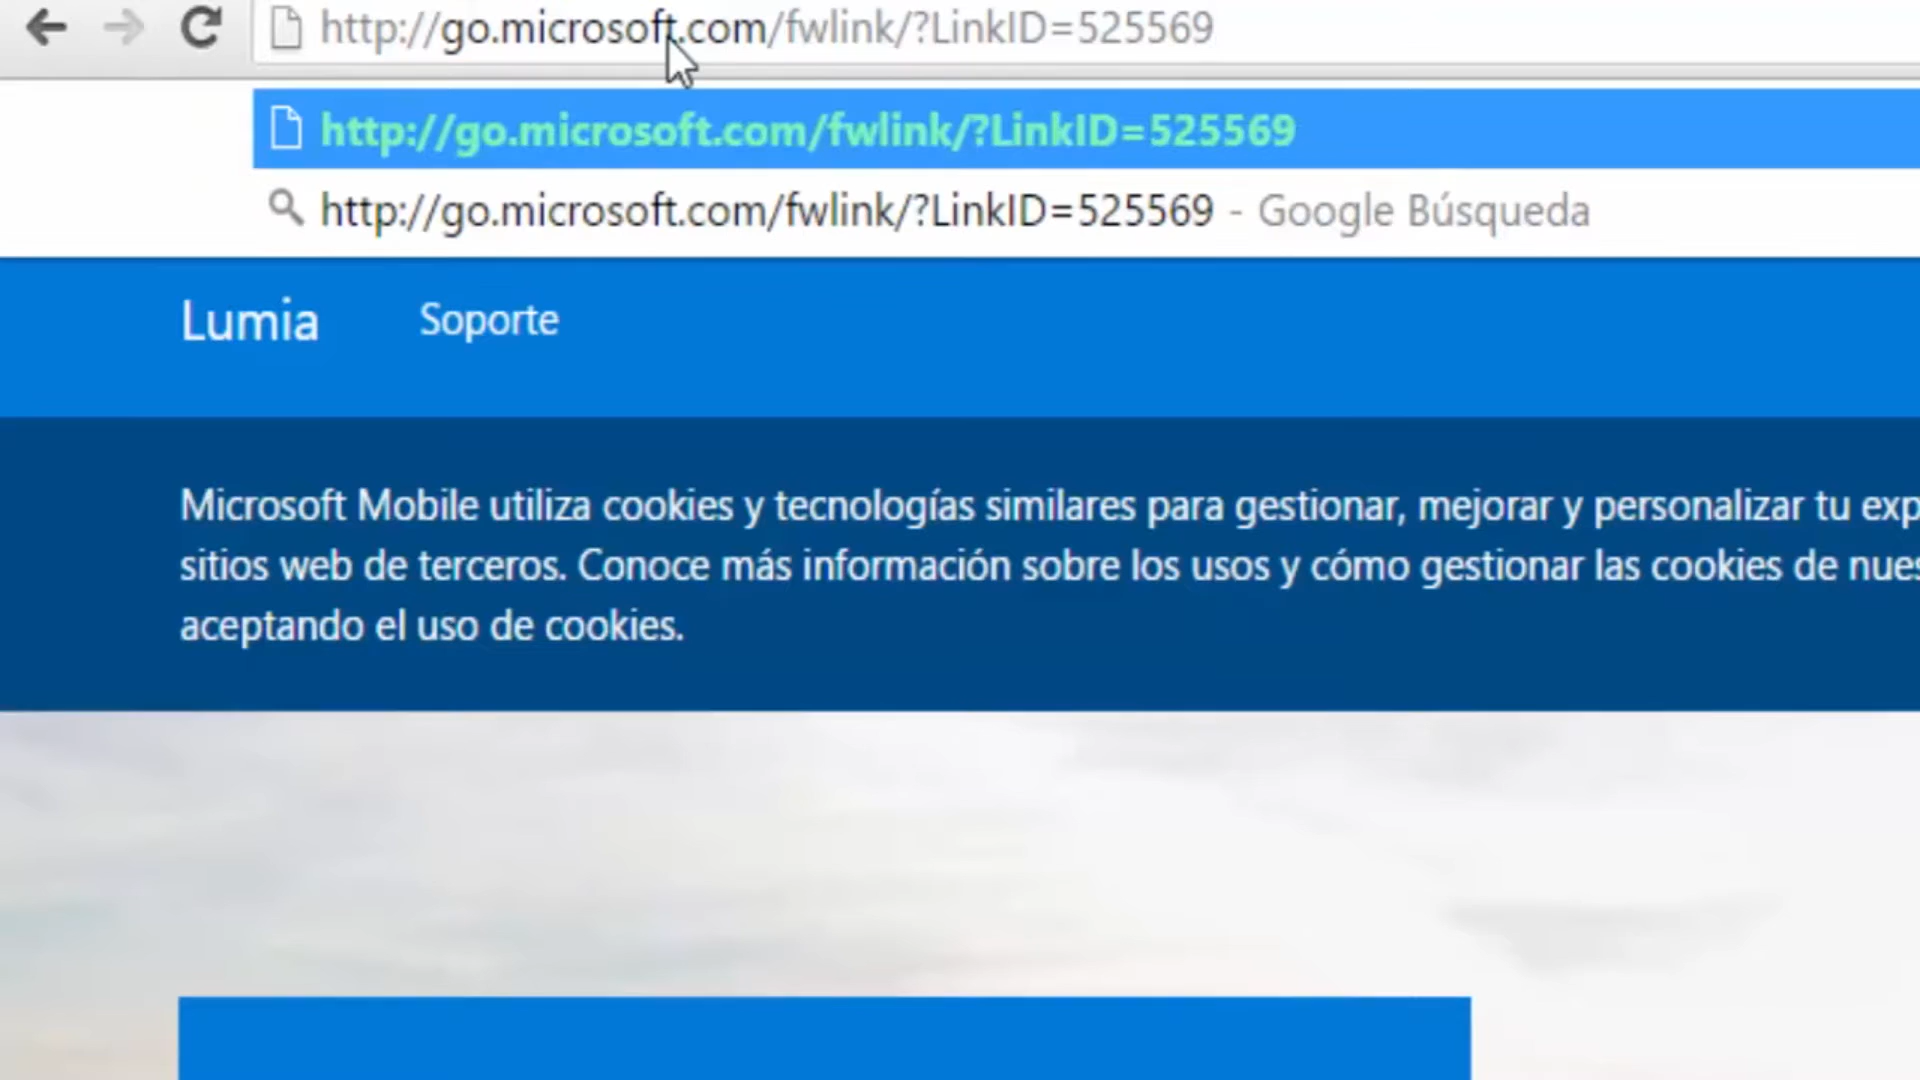 http://go.microsoft.com/fwlink/?LinkID=525569
http://go.microsoft.com/fwlink/?LinkID=525569
http://go.microsoft.com/fwlink/?LinkID=525569 - Google Búsqueda
Lumia Soporte
Microsoft Mobile utiliza cookies y tecnologías similares para gestionar, mejorar y personalizar tu exp
sitios web de terceros. Conoce más información sobre los usos y cómo gestionar las cookies de nues
aceptando el uso de cookies.